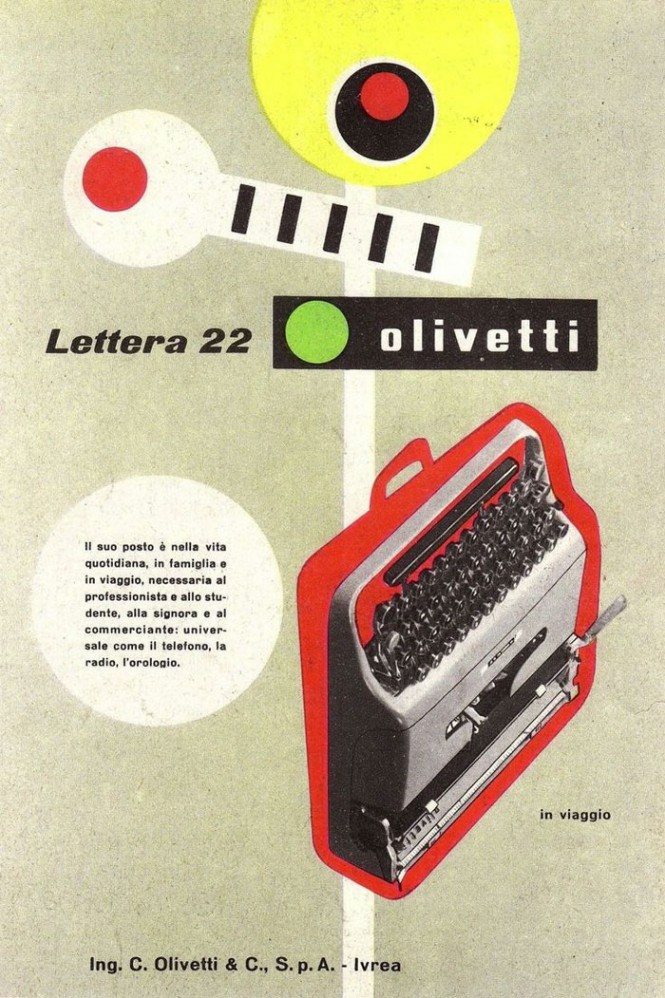 Lettera 22
olivetti
Il suo posto è nella vita
quotidiana, in famiglia e
in viaggio, necessaria al
professionista e allo stu-
dente, alla signora e al
commerciante: univer-
sale come il telefono, la
radio, l'orologio.
in viaggio
Ing. C. Olivetti & C., S. p. A. - Ivrea